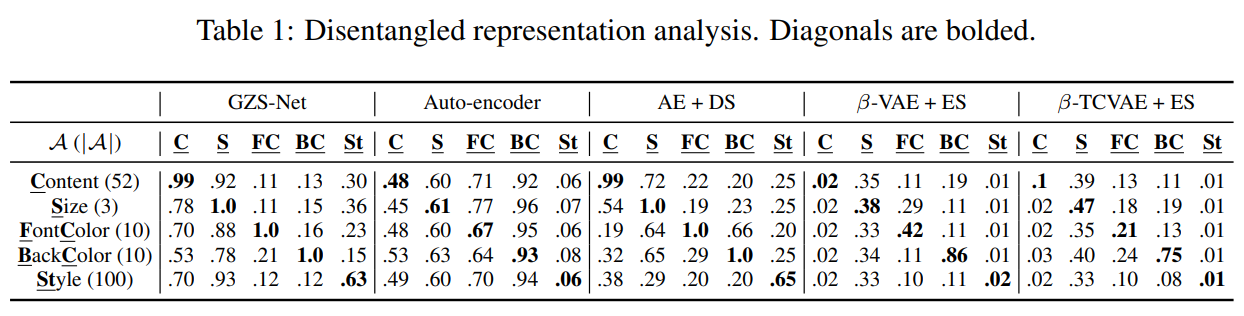 Table 1: Disentangled representation analysis. Diagonals are bolded.
GZS-Net Auto-encoder AE + DS β-VAE + ES β-TCVAE + ES
𝒜 (|𝒜|) C S FC BC St C S FC BC St C S FC BC St C S FC BC St C S FC BC St
Content (52) .99 .92 .11 .13 .30 .48 .60 .71 .92 .06 .99 .72 .22 .20 .25 .02 .35 .11 .19 .01 .1 .39 .13 .11 .01
Size (3) .78 1.0 .11 .15 .36 .45 .61 .77 .96 .07 .54 1.0 .19 .23 .25 .02 .38 .29 .11 .01 .02 .47 .18 .19 .01
FontColor (10) .70 .88 1.0 .16 .23 .48 .60 .67 .95 .06 .19 .64 1.0 .66 .20 .02 .33 .42 .11 .01 .02 .35 .21 .13 .01
BackColor (10) .53 .78 .21 1.0 .15 .53 .63 .64 .93 .08 .32 .65 .29 1.0 .25 .02 .34 .11 .86 .01 .03 .40 .24 .75 .01
Style (100) .70 .93 .12 .12 .63 .49 .60 .70 .94 .06 .38 .29 .20 .20 .65 .02 .33 .10 .11 .02 .02 .33 .10 .08 .01